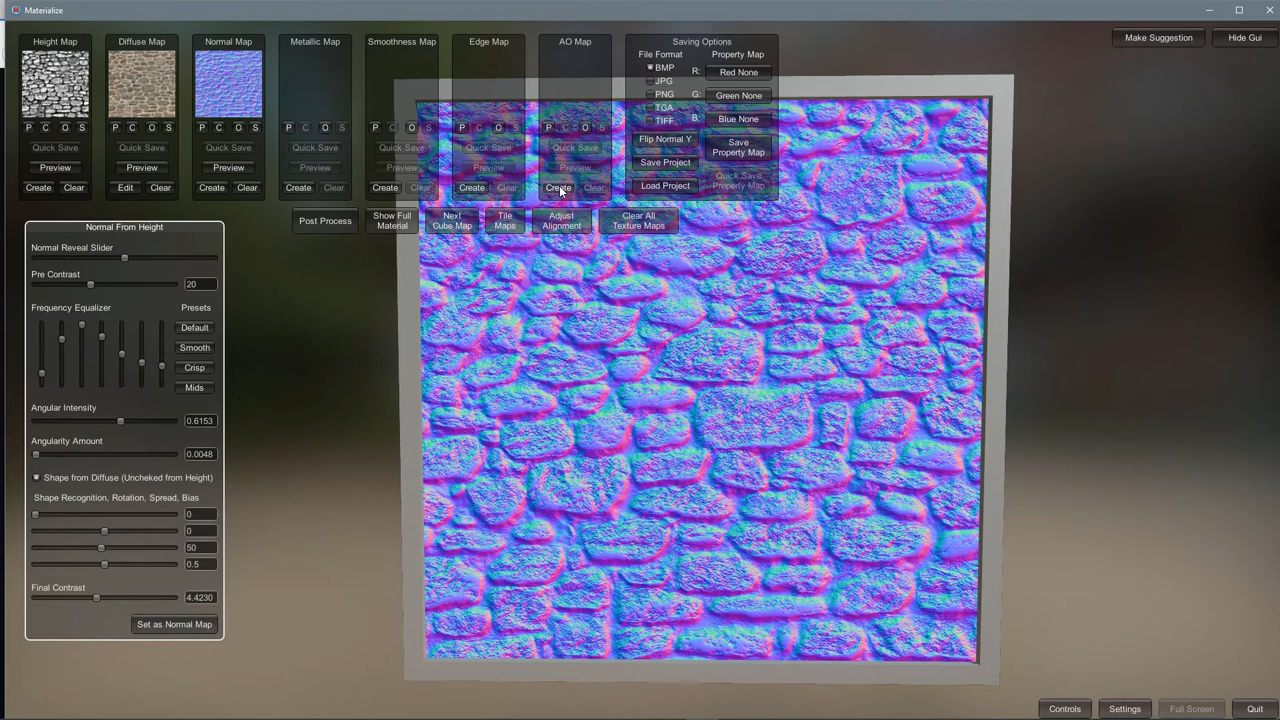 Materialize
Make Suggestion
Hide Gui
Height Map
Diffuse Map
Normal Map
Metallic Map
Smoothness Map
Edge Map
AO Map
Saving Options
File Format
BMP
JPG
PNG
TGA
TIFF
Property Map
R: Red None
G: Green None
B: Blue None
Flip Normal Y
Save Project
Load Project
Save
Property Map
Quick Save
Property Map
P C O S P C O S P C O S P C O S P C O S P C O S P C O S
Quick Save Quick Save Quick Save Quick Save Quick Save Quick Save Quick Save
Preview Preview Preview Preview Preview Preview Preview
Create Clear Edit Clear Create Clear Create Clear Create Clear Create Clear Create Clear
Post Process
Show Full
Material
Next
Cube Map
Tile
Maps
Adjust
Alignment
Clear All
Texture Maps
Normal From Height
Normal Reveal Slider
Pre Contrast
20
Frequency Equalizer
Presets
Default
Smooth
Crisp
Mids
Angular Intensity
0.6153
Angularity Amount
0.0048
Shape from Diffuse (Uncheked from Height)
Shape Recognition, Rotation, Spread, Bias
0
0
50
0.5
Final Contrast
4.4230
Set as Normal Map
Controls
Settings
Full Screen
Quit